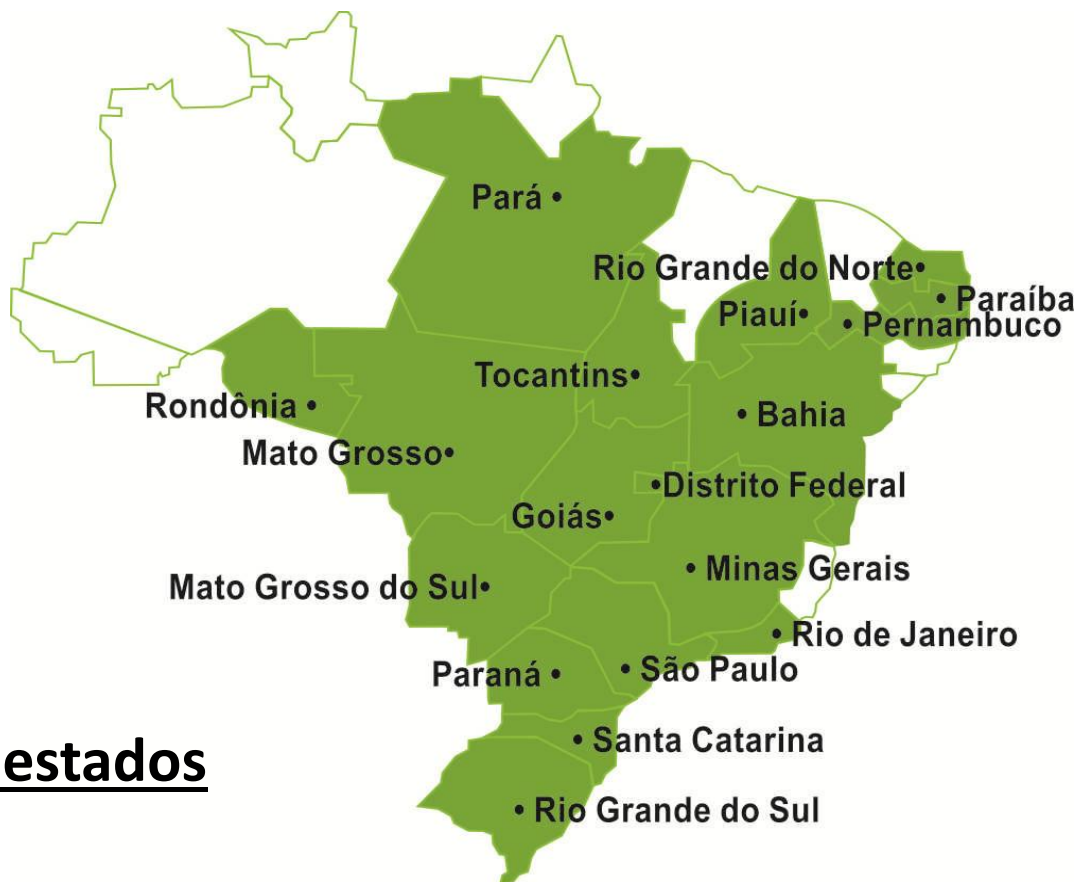 Pará
Rio Grande do Norte
Paraíba
Piauí
Pernambuco
Tocantins
Rondônia
Bahia
Mato Grosso
Distrito Federal
Goiás
Minas Gerais
Mato Grosso do Sul
Rio de Janeiro
Paraná
São Paulo
Santa Catarina
estados
Rio Grande do Sul